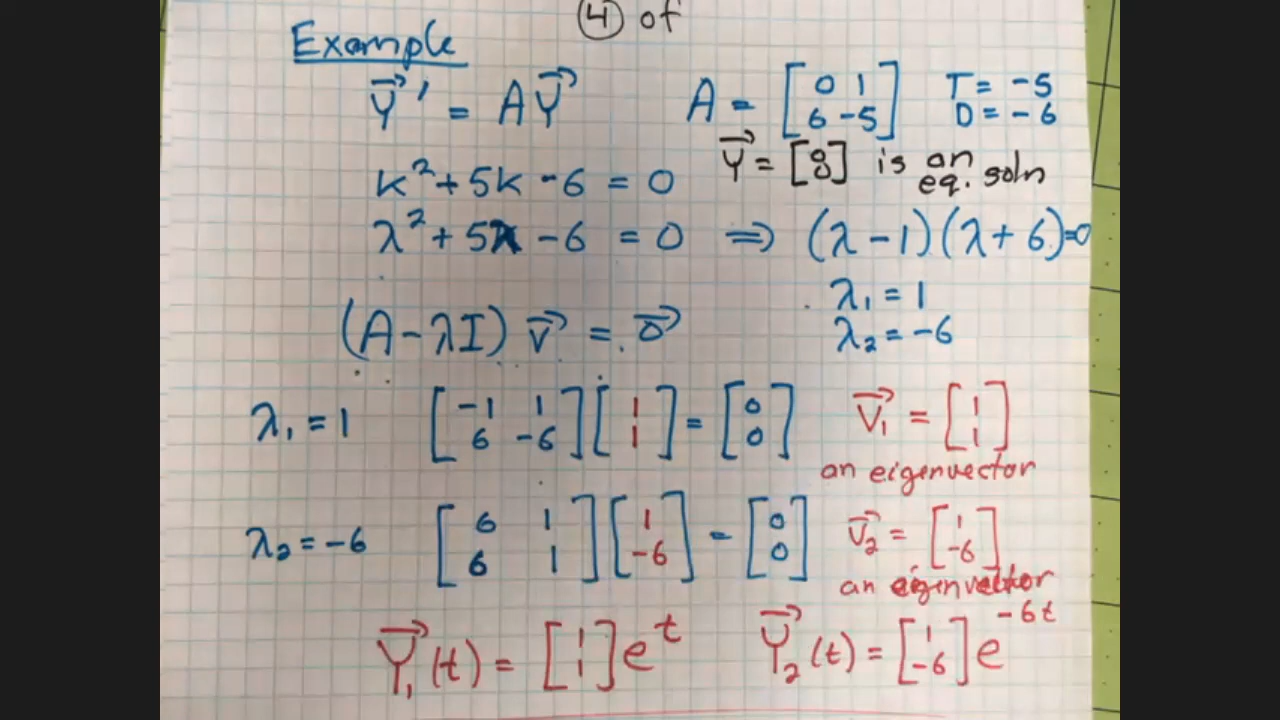 ④ of
Example
Y⃗' = AY⃗ A = [0 1; 6 -5] T = -5 D = -6
Y⃗ = [0; 0] is an eq. soln
k² + 5k - 6 = 0
λ² + 5λ - 6 = 0 ⇒ (λ - 1)(λ + 6) = 0
λ₁ = 1
λ₂ = -6
(A - λI) v⃗ = 0⃗
λ₁ = 1 [-1 1; 6 -6] [1; 1] = [0; 0] v⃗₁ = [1; 1]
an eigenvector
λ₂ = -6 [6 1; 6 1] [1; -6] = [0; 0] v⃗₂ = [1; -6]
an eigenvector
Y⃗₁(t) = [1; 1] e^t Y⃗₂(t) = [1; -6] e^-6t